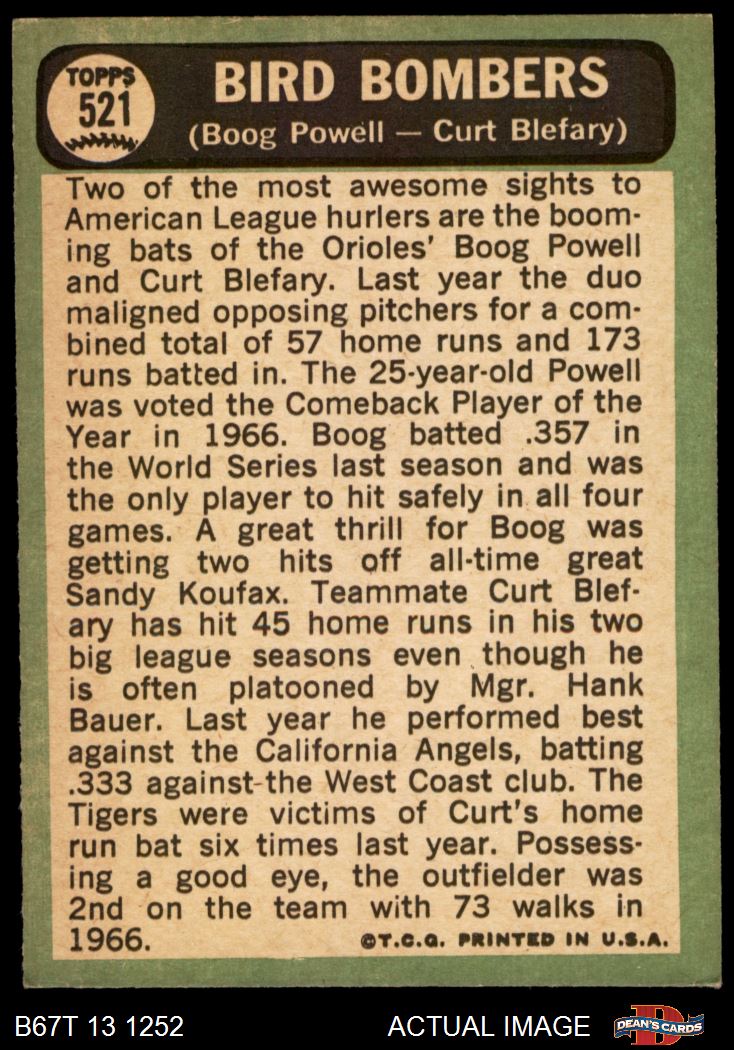 TOPPS
521
BIRD BOMBERS
(Boog Powell — Curt Blefary)
Two of the most awesome sights to
American League hurlers are the boom-
ing bats of the Orioles' Boog Powell
and Curt Blefary. Last year the duo
maligned opposing pitchers for a com-
bined total of 57 home runs and 173
runs batted in. The 25-year-old Powell
was voted the Comeback Player of the
Year in 1966. Boog batted .357 in
the World Series last season and was
the only player to hit safely in all four
games. A great thrill for Boog was
getting two hits off all-time great
Sandy Koufax. Teammate Curt Blef-
ary has hit 45 home runs in his two
big league seasons even though he
is often platooned by Mgr. Hank
Bauer. Last year he performed best
against the California Angels, batting
.333 against the West Coast club. The
Tigers were victims of Curt's home
run bat six times last year. Possess-
ing a good eye, the outfielder was
2nd on the team with 73 walks in
1966.
©T.C.G. PRINTED IN U.S.A.
B67T 13 1252
ACTUAL IMAGE
D
DEAN'S CARDS